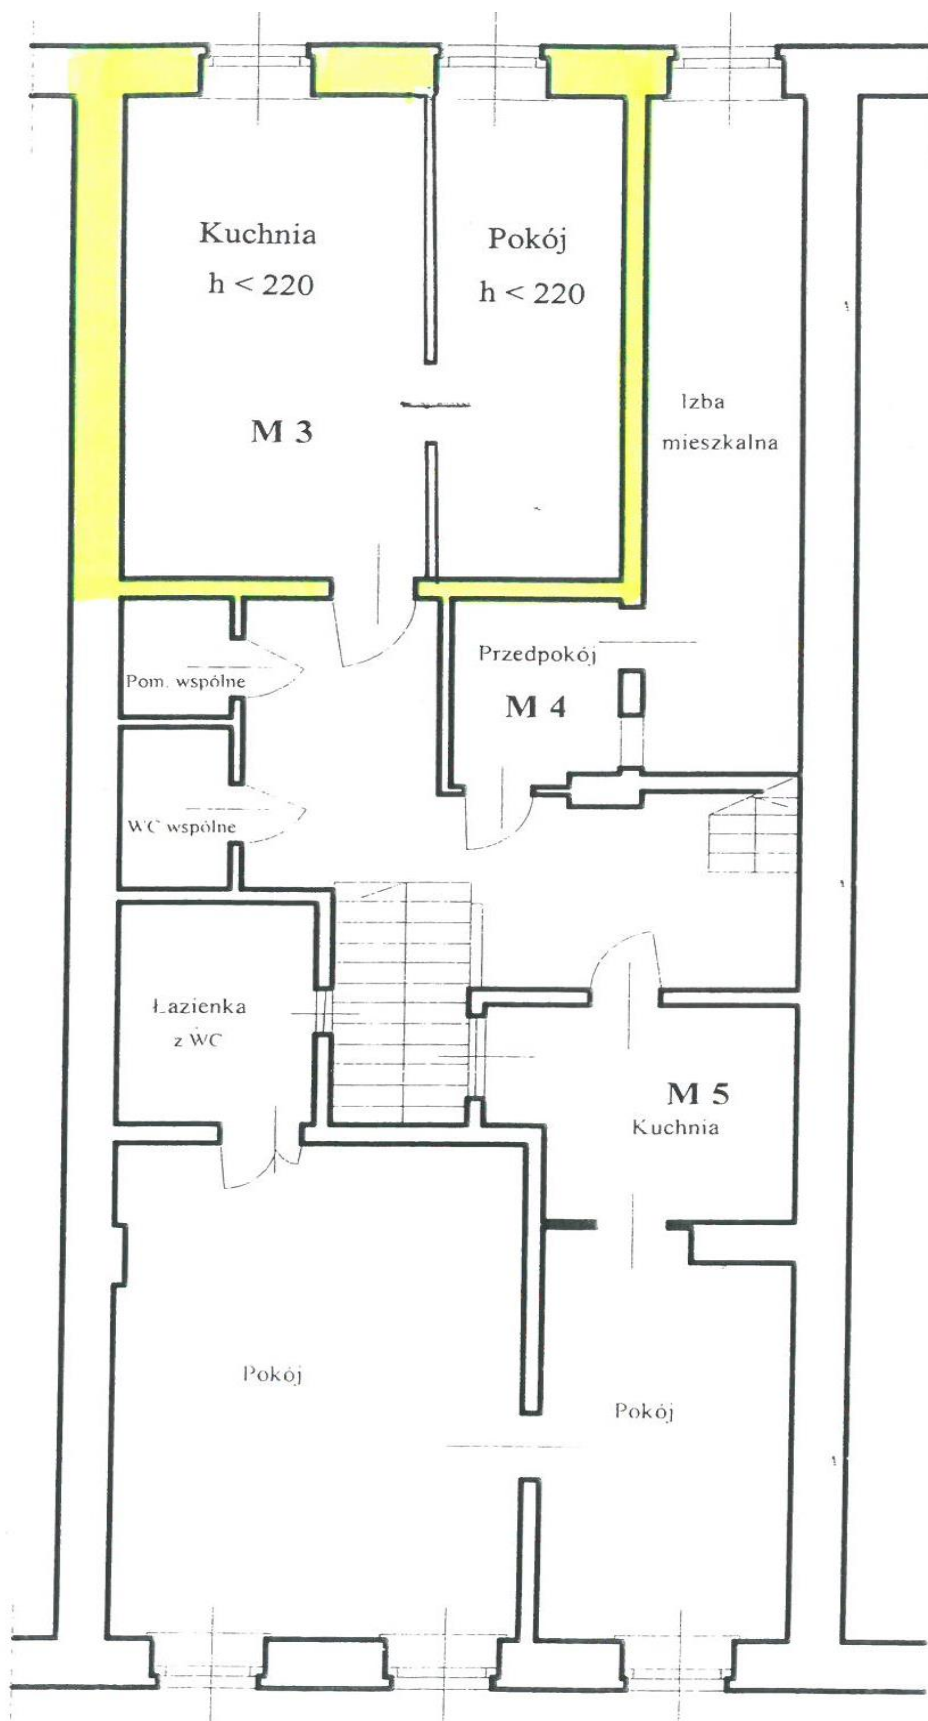 Kuchnia
h < 220
Pokój
h < 220
M 3
Izba
mieszkalna
Przedpokój
M 4
Pom. wspólne
WC wspólne
Łazienka
z WC
M 5
Kuchnia
Pokój
Pokój